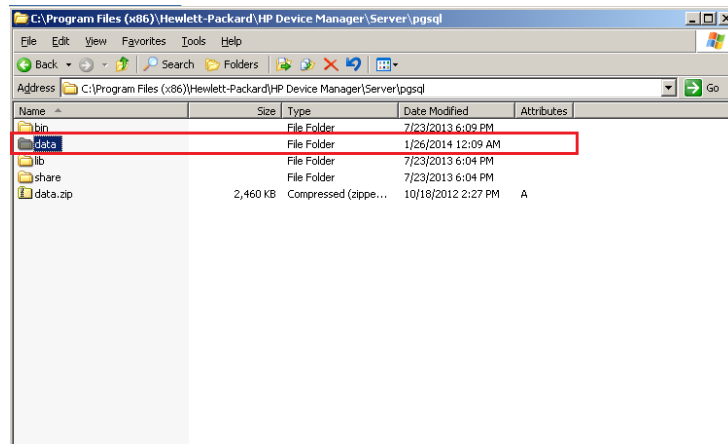 C:\Program Files (x86)\Hewlett-Packard\HP Device Manager\Server\pgsql
File Edit View Favorites Tools Help
Back Search Folders
Address C:\Program Files (x86)\Hewlett-Packard\HP Device Manager\Server\pgsql Go
Name Size Type Date Modified Attributes
bin File Folder 7/23/2013 6:09 PM
data File Folder 1/26/2014 12:09 AM
lib File Folder 7/23/2013 6:04 PM
share File Folder 7/23/2013 6:04 PM
data.zip 2,460 KB Compressed (zippe... 10/18/2012 2:27 PM A